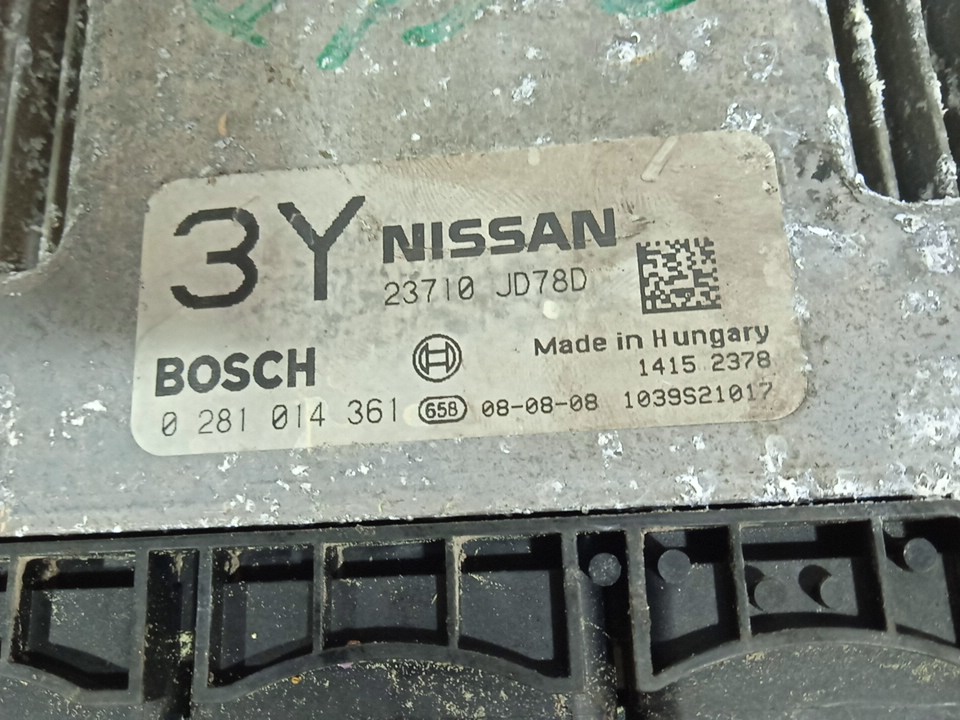 3Y NISSAN
23710 JD78D
BOSCH
Made in Hungary
1415 2378
0 281 014 361 658 08-08-08 1039S21017